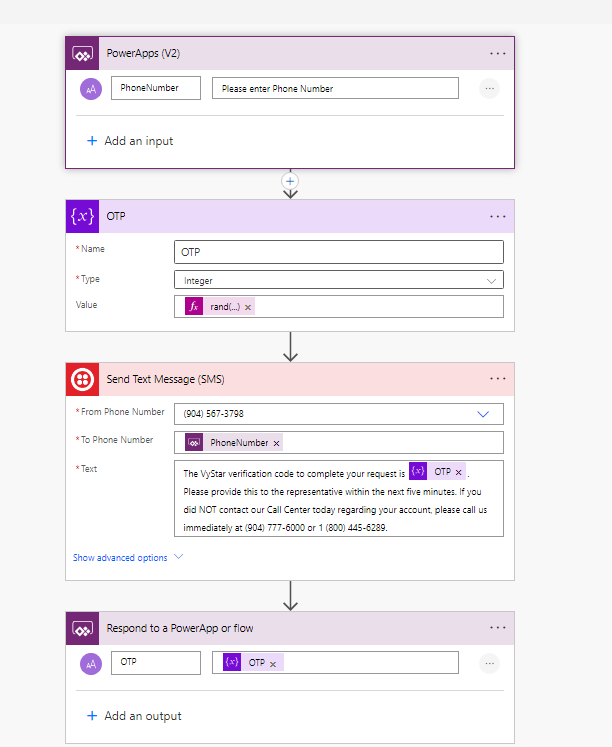 PowerApps (V2)
PhoneNumber
Please enter Phone Number
Add an input
OTP
*Name
OTP
*Type
Integer
Value
rand(...)
Send Text Message (SMS)
*From Phone Number
(904) 567-3798
*To Phone Number
PhoneNumber
*Text
The VyStar verification code to complete your request is {x} OTP .
Please provide this to the representative within the next five minutes. If you
did NOT contact our Call Center today regarding your account, please call us
immediately at (904) 777-6000 or 1 (800) 445-6289.
Show advanced options
Respond to a PowerApp or flow
OTP
{x} OTP
Add an output